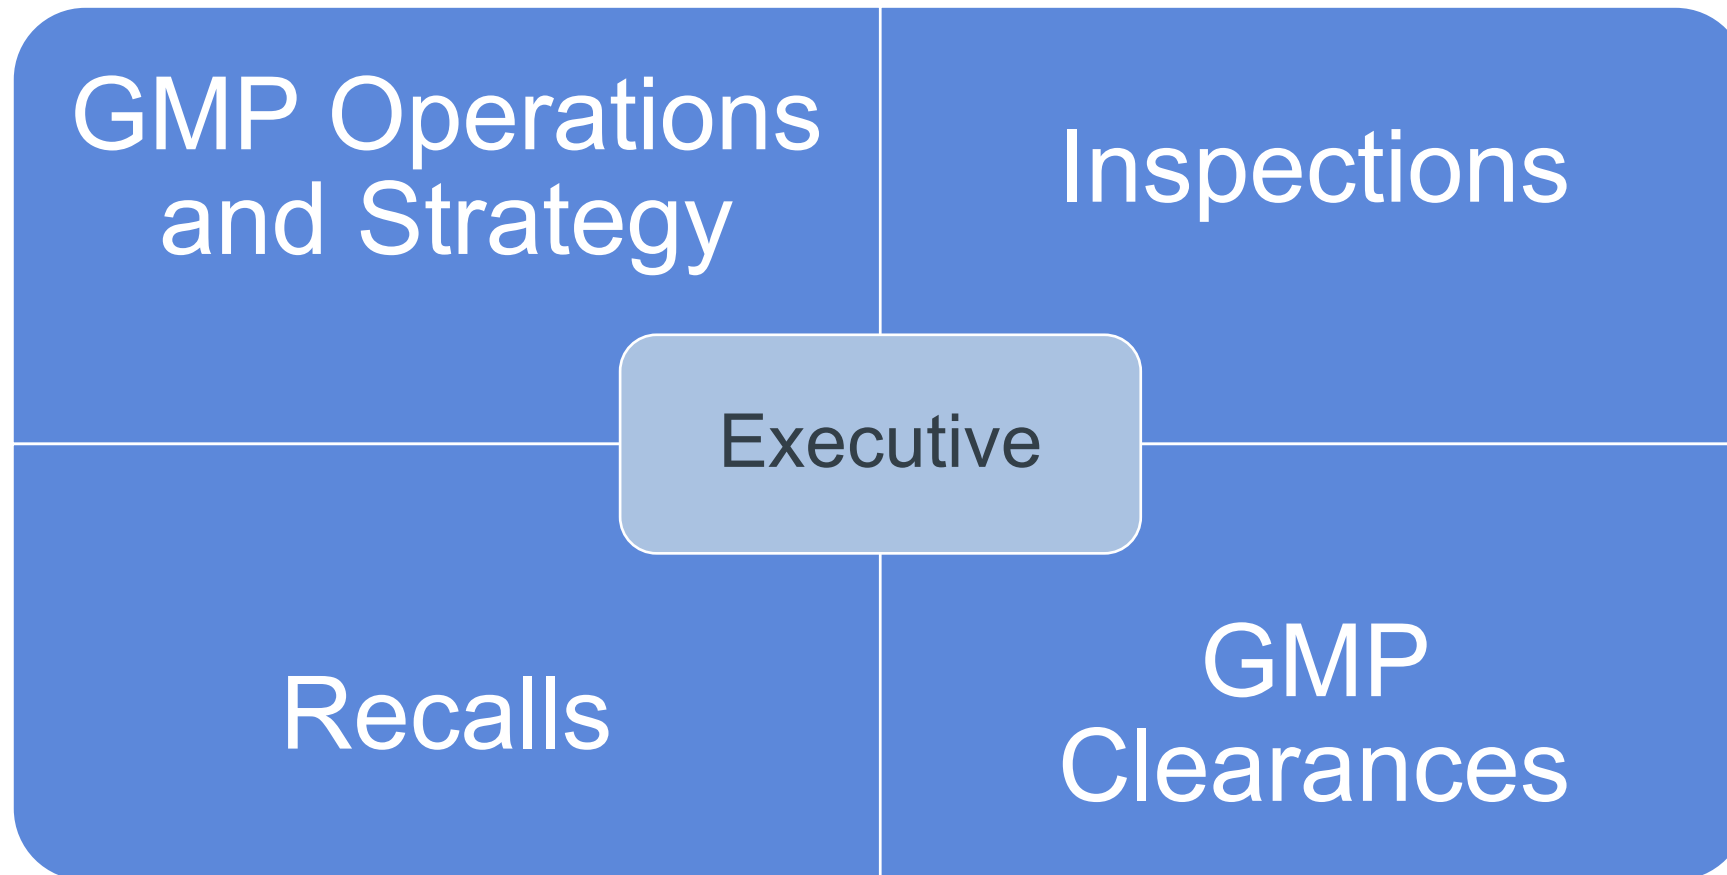 GMP Operations
and Strategy
Inspections
Executive
Recalls
GMP
Clearances